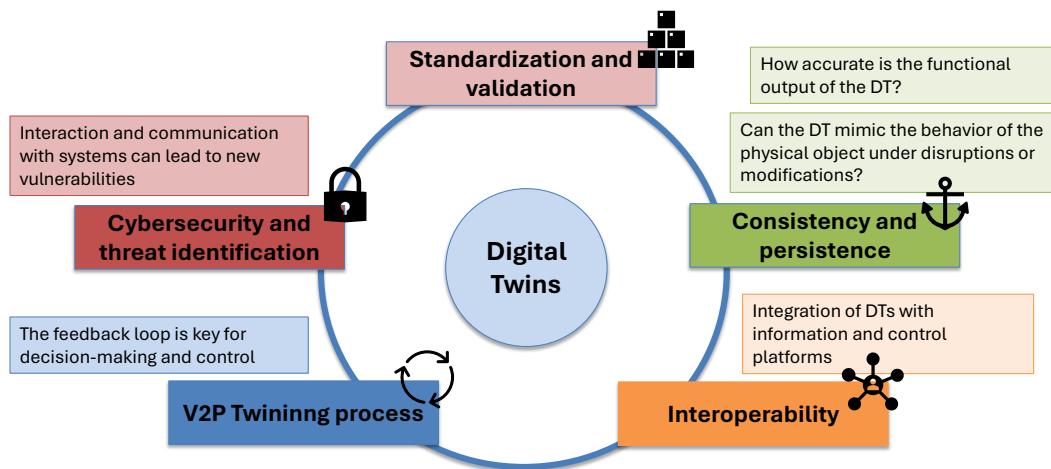 Standardization and
validation
How accurate is the functional
output of the DT?
Can the DT mimic the behavior of the
physical object under disruptions or
modifications?
Consistency and
persistence
Integration of DTs with
information and control
platforms
Interoperability
The feedback loop is key for
decision-making and control
V2P Twininng process
Interaction and communication
with systems can lead to new
vulnerabilities
Cybersecurity and
threat identification
Digital
Twins